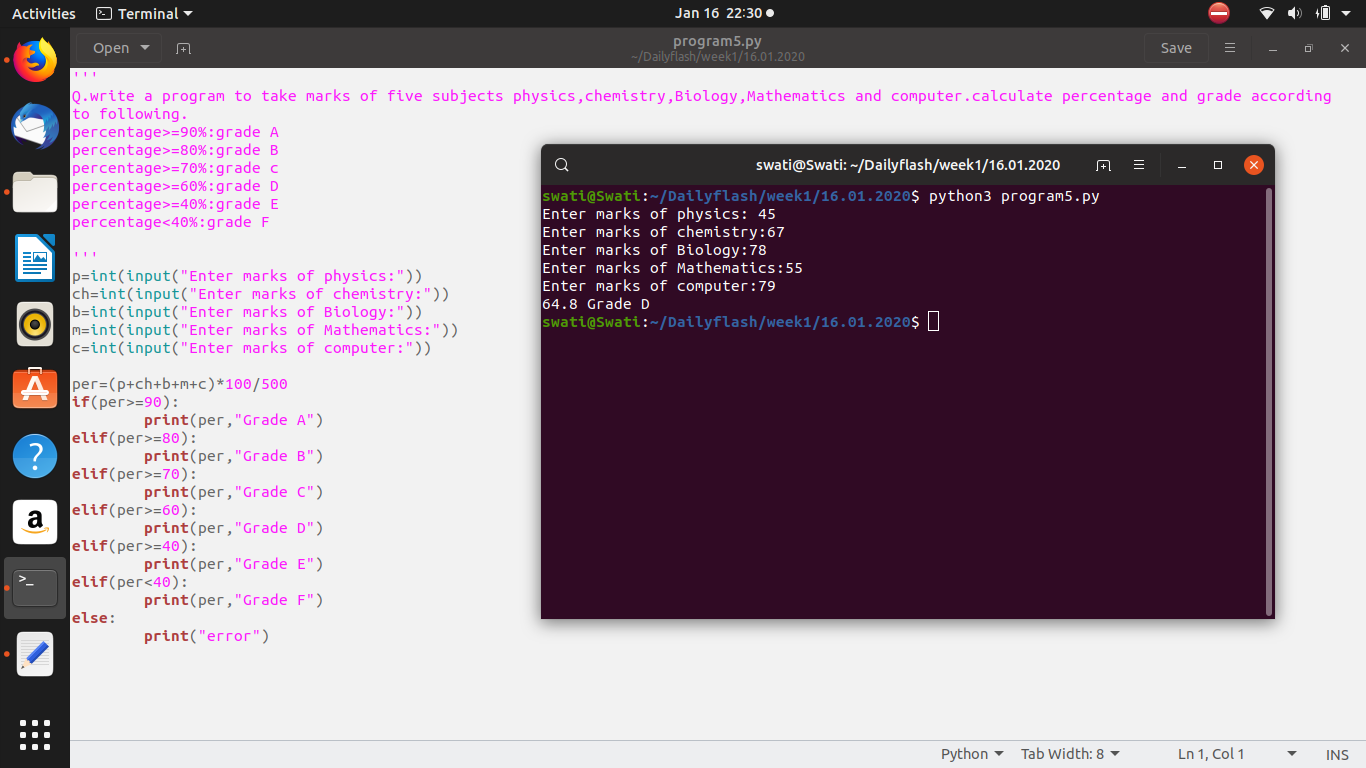 Activities Terminal Jan 16 22:30
Open program5.py Save
~/Dailyflash/week1/16.01.2020
'''
Q.write a program to take marks of five subjects physics,chemistry,Biology,Mathematics and computer.calculate percentage and grade according
to following.
percentage>=90%:grade A
percentage>=80%:grade B
percentage>=70%:grade c
percentage>=60%:grade D
percentage>=40%:grade E
percentage<40%:grade F
'''
p=int(input("Enter marks of physics:"))
ch=int(input("Enter marks of chemistry:"))
b=int(input("Enter marks of Biology:"))
m=int(input("Enter marks of Mathematics:"))
c=int(input("Enter marks of computer:"))
per=(p+ch+b+m+c)*100/500
if(per>=90):
        print(per,"Grade A")
elif(per>=80):
        print(per,"Grade B")
elif(per>=70):
        print(per,"Grade C")
elif(per>=60):
        print(per,"Grade D")
elif(per>=40):
        print(per,"Grade E")
elif(per<40):
        print(per,"Grade F")
else:
        print("error")
swati@Swati: ~/Dailyflash/week1/16.01.2020
swati@Swati:~/Dailyflash/week1/16.01.2020$ python3 program5.py
Enter marks of physics: 45
Enter marks of chemistry:67
Enter marks of Biology:78
Enter marks of Mathematics:55
Enter marks of computer:79
64.8 Grade D
swati@Swati:~/Dailyflash/week1/16.01.2020$
?
a
>_
Python Tab Width: 8 Ln 1, Col 1 INS